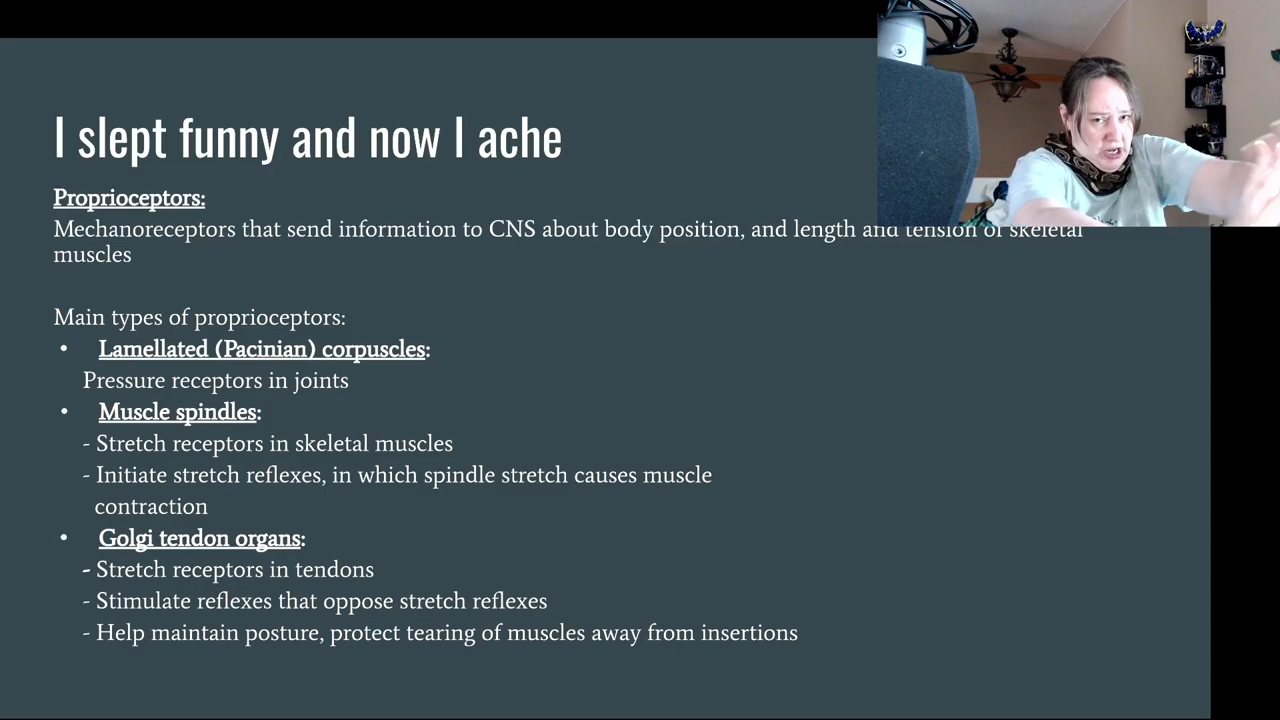 I slept funny and now I ache
Proprioceptors:
Mechanoreceptors that send information to CNS about body position, and length and tension of skeletal
muscles
Main types of proprioceptors:
• Lamellated (Pacinian) corpuscles:
Pressure receptors in joints
• Muscle spindles:
- Stretch receptors in skeletal muscles
- Initiate stretch reflexes, in which spindle stretch causes muscle
contraction
• Golgi tendon organs:
- Stretch receptors in tendons
- Stimulate reflexes that oppose stretch reflexes
- Help maintain posture, protect tearing of muscles away from insertions